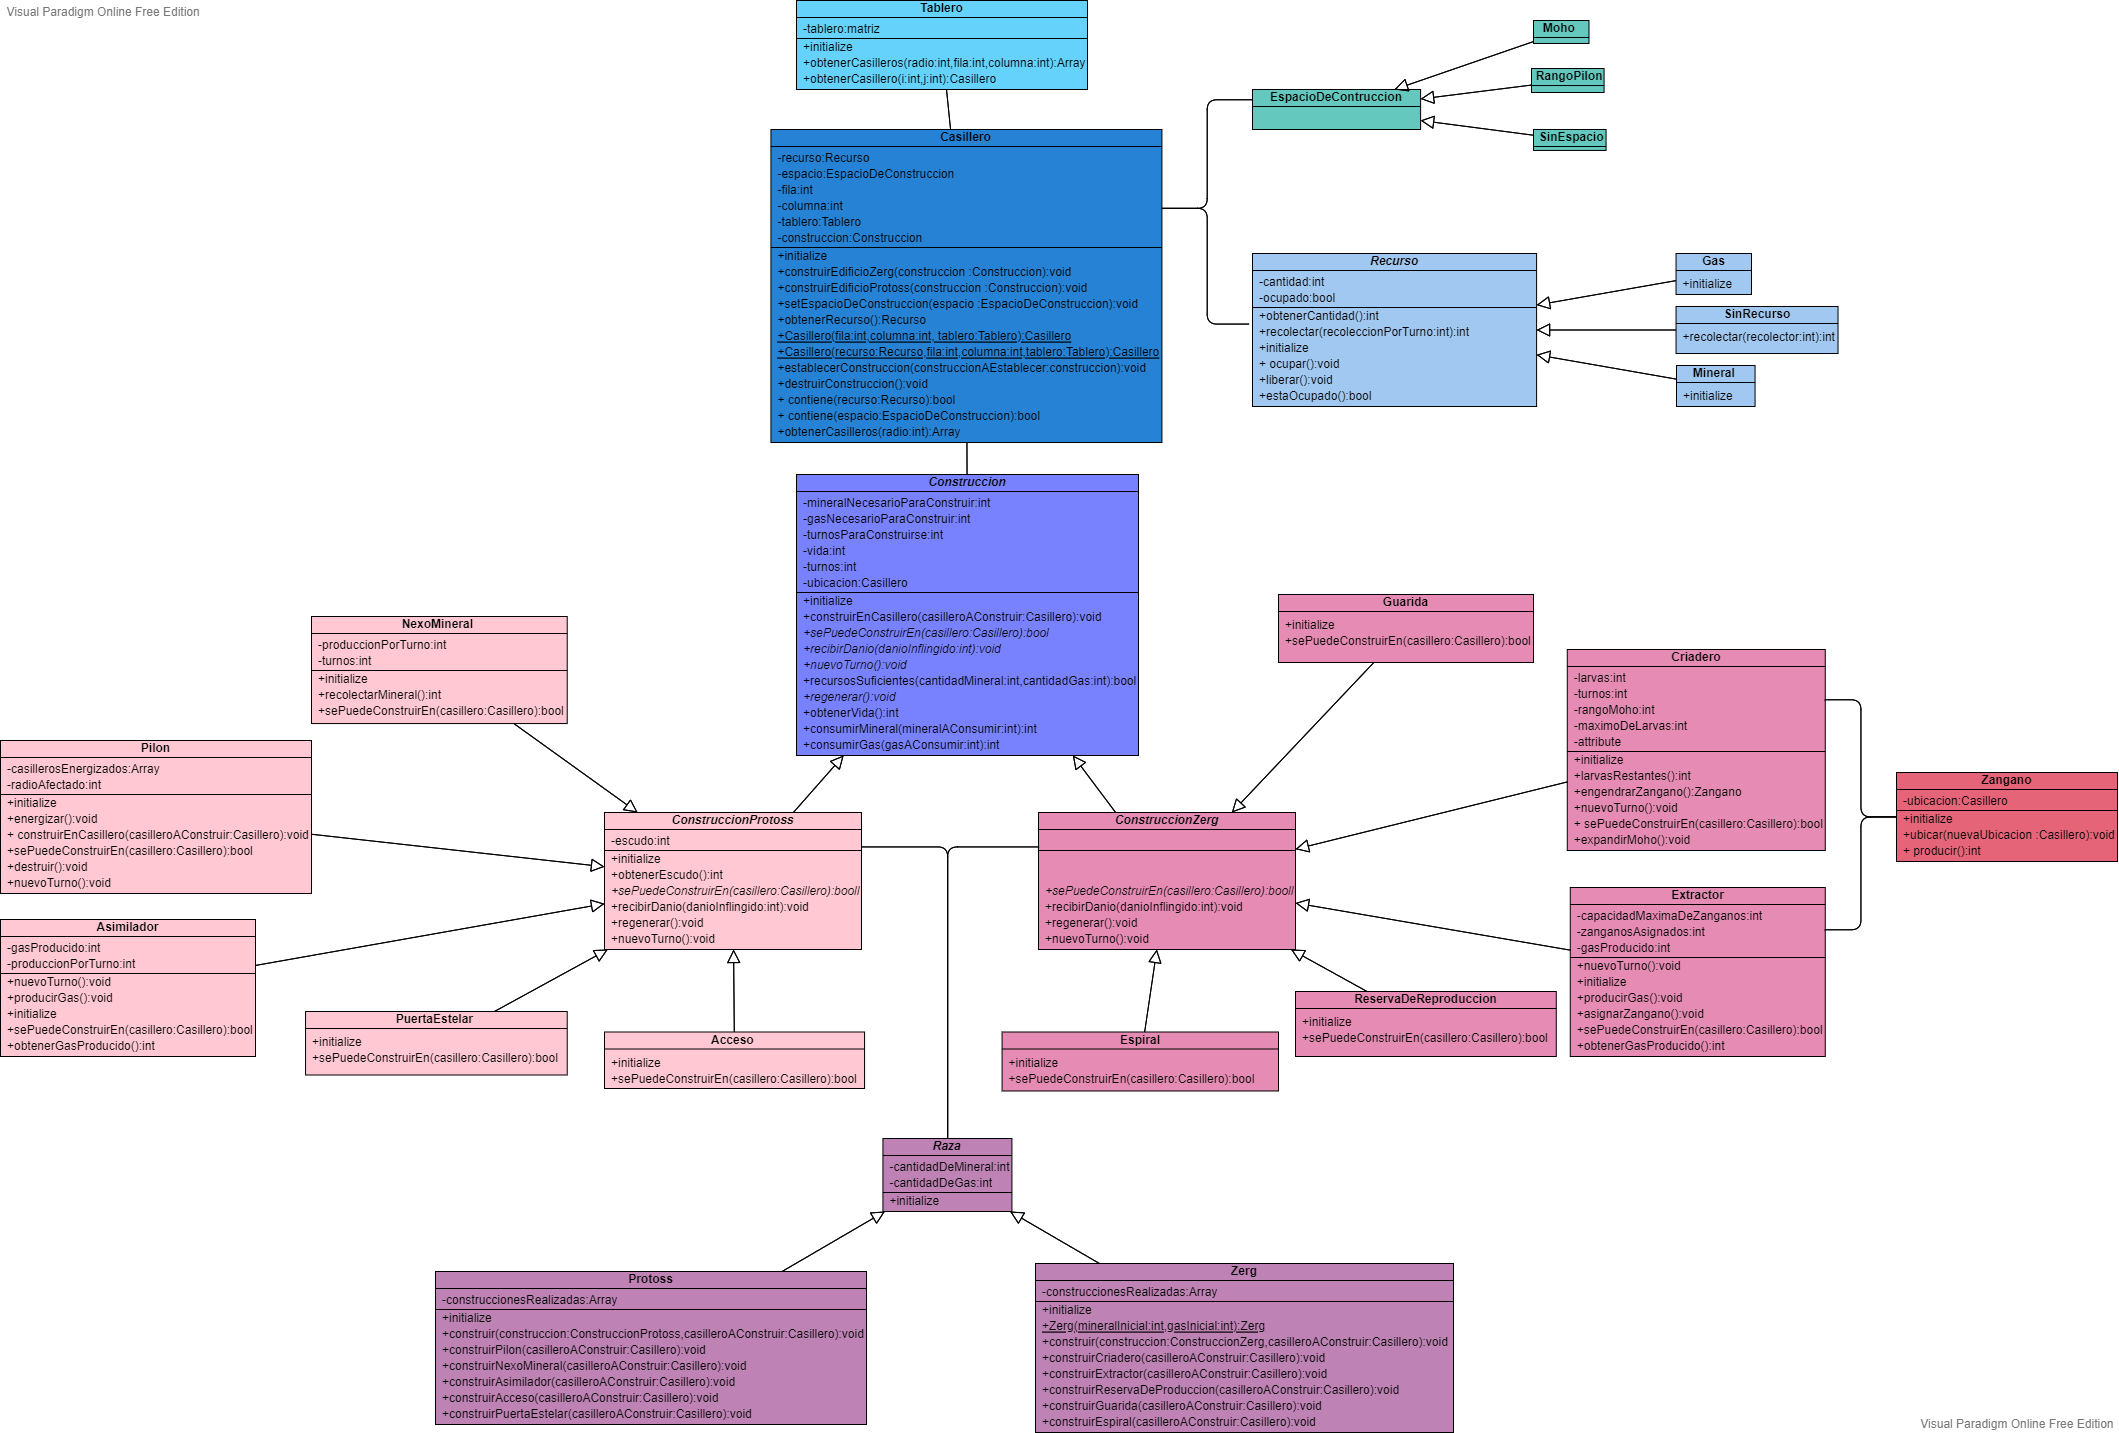 Visual Paradigm Online Free Edition
Tablero
-tablero:matriz
+initialize
+obtenerCasilleros(radio:int,fila:int,columna:int):Array
+obtenerCasillero(i:int,j:int):Casillero
Moho
RangoPilon
EspacioDeContruccion
SinEspacio
Casillero
-recurso:Recurso
-espacio:EspacioDeConstruccion
-fila:int
-columna:int
-tablero:Tablero
-construccion:Construccion
+initialize
+construirEdificioZerg(construccion :Construccion):void
+construirEdificioProtoss(construccion :Construccion):void
+setEspacioDeConstruccion(espacio :EspacioDeConstruccion):void
+obtenerRecurso():Recurso
+Casillero(fila:int,columna:int, tablero:Tablero):Casillero
+Casillero(recurso:Recurso,fila:int,columna:int,tablero:Tablero):Casillero
+establecerConstruccion(construccionAEstablecer:construccion):void
+destruirConstruccion():void
+ contiene(recurso:Recurso):bool
+ contiene(espacio:EspacioDeConstruccion):bool
+obtenerCasilleros(radio:int):Array
Recurso
-cantidad:int
-ocupado:bool
+obtenerCantidad():int
+recolectar(recoleccionPorTurno:int):int
+initialize
+ ocupar():void
+liberar():void
+estaOcupado():bool
Gas
+initialize
SinRecurso
+recolectar(recolector:int):int
Mineral
+initialize
Construccion
-mineralNecesarioParaConstruir:int
-gasNecesarioParaConstruir:int
-turnosParaConstruirse:int
-vida:int
-turnos:int
-ubicacion:Casillero
+initialize
+construirEnCasillero(casilleroAConstruir:Casillero):void
+sePuedeConstruirEn(casillero:Casillero):bool
+recibirDanio(danioInflingido:int):void
+nuevoTurno():void
+recursosSuficientes(cantidadMineral:int,cantidadGas:int):bool
+regenerar():void
+obtenerVida():int
+consumirMineral(mineralAConsumir:int):int
+consumirGas(gasAConsumir:int):int
NexoMineral
-produccionPorTurno:int
-turnos:int
+initialize
+recolectarMineral():int
+sePuedeConstruirEn(casillero:Casillero):bool
Guarida
+initialize
+sePuedeConstruirEn(casillero:Casillero):bool
Criadero
-larvas:int
-turnos:int
-rangoMoho:int
-maximoDeLarvas:int
-attribute
+initialize
+larvasRestantes():int
+engendrarZangano():Zangano
+nuevoTurno():void
+ sePuedeConstruirEn(casillero:Casillero):bool
+expandirMoho():void
Pilon
-casillerosEnergizados:Array
-radioAfectado:int
+initialize
+energizar():void
+ construirEnCasillero(casilleroAConstruir:Casillero):void
+sePuedeConstruirEn(casillero:Casillero):bool
+destruir():void
+nuevoTurno():void
Zangano
-ubicacion:Casillero
+initialize
+ubicar(nuevaUbicacion :Casillero):void
+ producir():int
ConstruccionProtoss
-escudo:int
+initialize
+obtenerEscudo():int
+sePuedeConstruirEn(casillero:Casillero):booll
+recibirDanio(danioInflingido:int):void
+regenerar():void
+nuevoTurno():void
ConstruccionZerg
+sePuedeConstruirEn(casillero:Casillero):booll
+recibirDanio(danioInflingido:int):void
+regenerar():void
+nuevoTurno():void
Extractor
-capacidadMaximaDeZanganos:int
-zanganosAsignados:int
-gasProducido:int
+nuevoTurno():void
+initialize
+producirGas():void
+asignarZangano():void
+sePuedeConstruirEn(casillero:Casillero):bool
+obtenerGasProducido():int
Asimilador
-gasProducido:int
-produccionPorTurno:int
+nuevoTurno():void
+producirGas():void
+initialize
+sePuedeConstruirEn(casillero:Casillero):bool
+obtenerGasProducido():int
PuertaEstelar
+initialize
+sePuedeConstruirEn(casillero:Casillero):bool
Acceso
+initialize
+sePuedeConstruirEn(casillero:Casillero):bool
Espiral
+initialize
+sePuedeConstruirEn(casillero:Casillero):bool
ReservaDeReproduccion
+initialize
+sePuedeConstruirEn(casillero:Casillero):bool
Raza
-cantidadDeMineral:int
-cantidadDeGas:int
+initialize
Protoss
-construccionesRealizadas:Array
+initialize
+construir(construccion:ConstruccionProtoss,casilleroAConstruir:Casillero):void
+construirPilon(casilleroAConstruir:Casillero):void
+construirNexoMineral(casilleroAConstruir:Casillero):void
+construirAsimilador(casilleroAConstruir:Casillero):void
+construirAcceso(casilleroAConstruir:Casillero):void
+construirPuertaEstelar(casilleroAConstruir:Casillero):void
Zerg
-construccionesRealizadas:Array
+initialize
+Zerg(mineralInicial:int,gasInicial:int):Zerg
+construir(construccion:ConstruccionZerg,casilleroAConstruir:Casillero):void
+construirCriadero(casilleroAConstruir:Casillero):void
+construirExtractor(casilleroAConstruir:Casillero):void
+construirReservaDeProduccion(casilleroAConstruir:Casillero):void
+construirGuarida(casilleroAConstruir:Casillero):void
+construirEspiral(casilleroAConstruir:Casillero):void
Visual Paradigm Online Free Edition